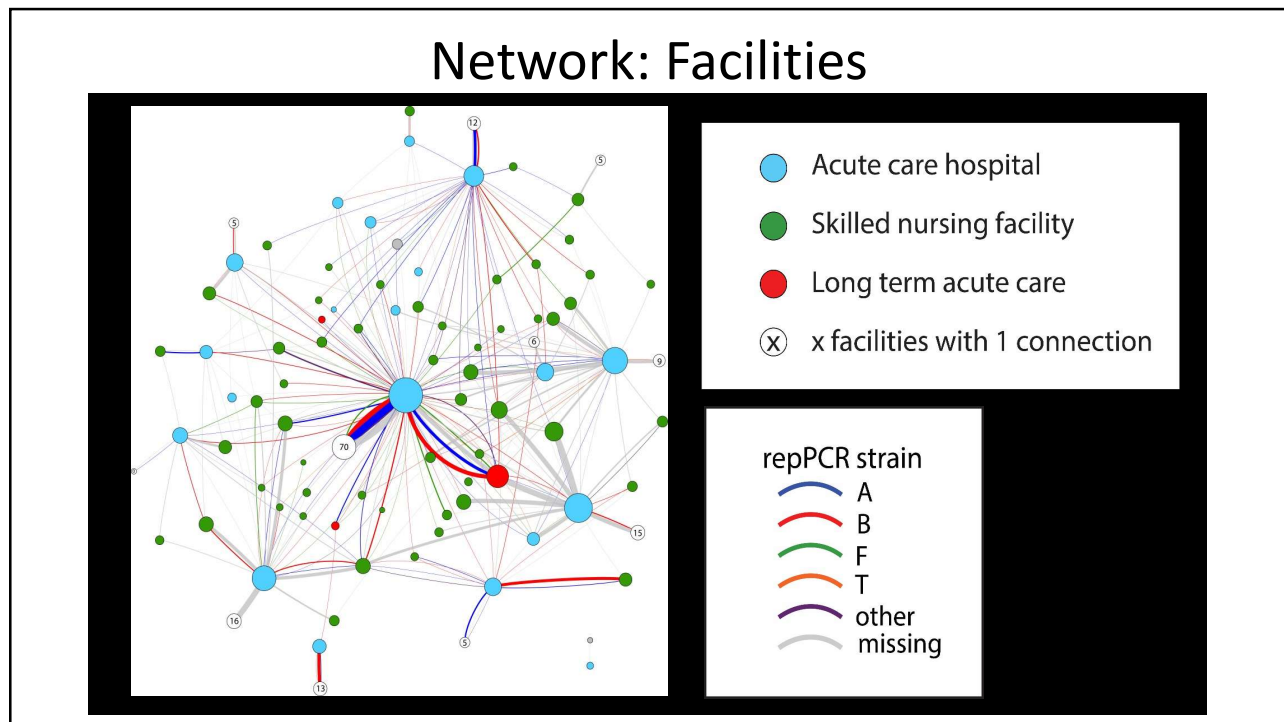 Network: Facilities
12
5
5
6
9
70
15
16
5
13
Acute care hospital
Skilled nursing facility
Long term acute care
x x facilities with 1 connection
repPCR strain
A
B
F
T
other
missing